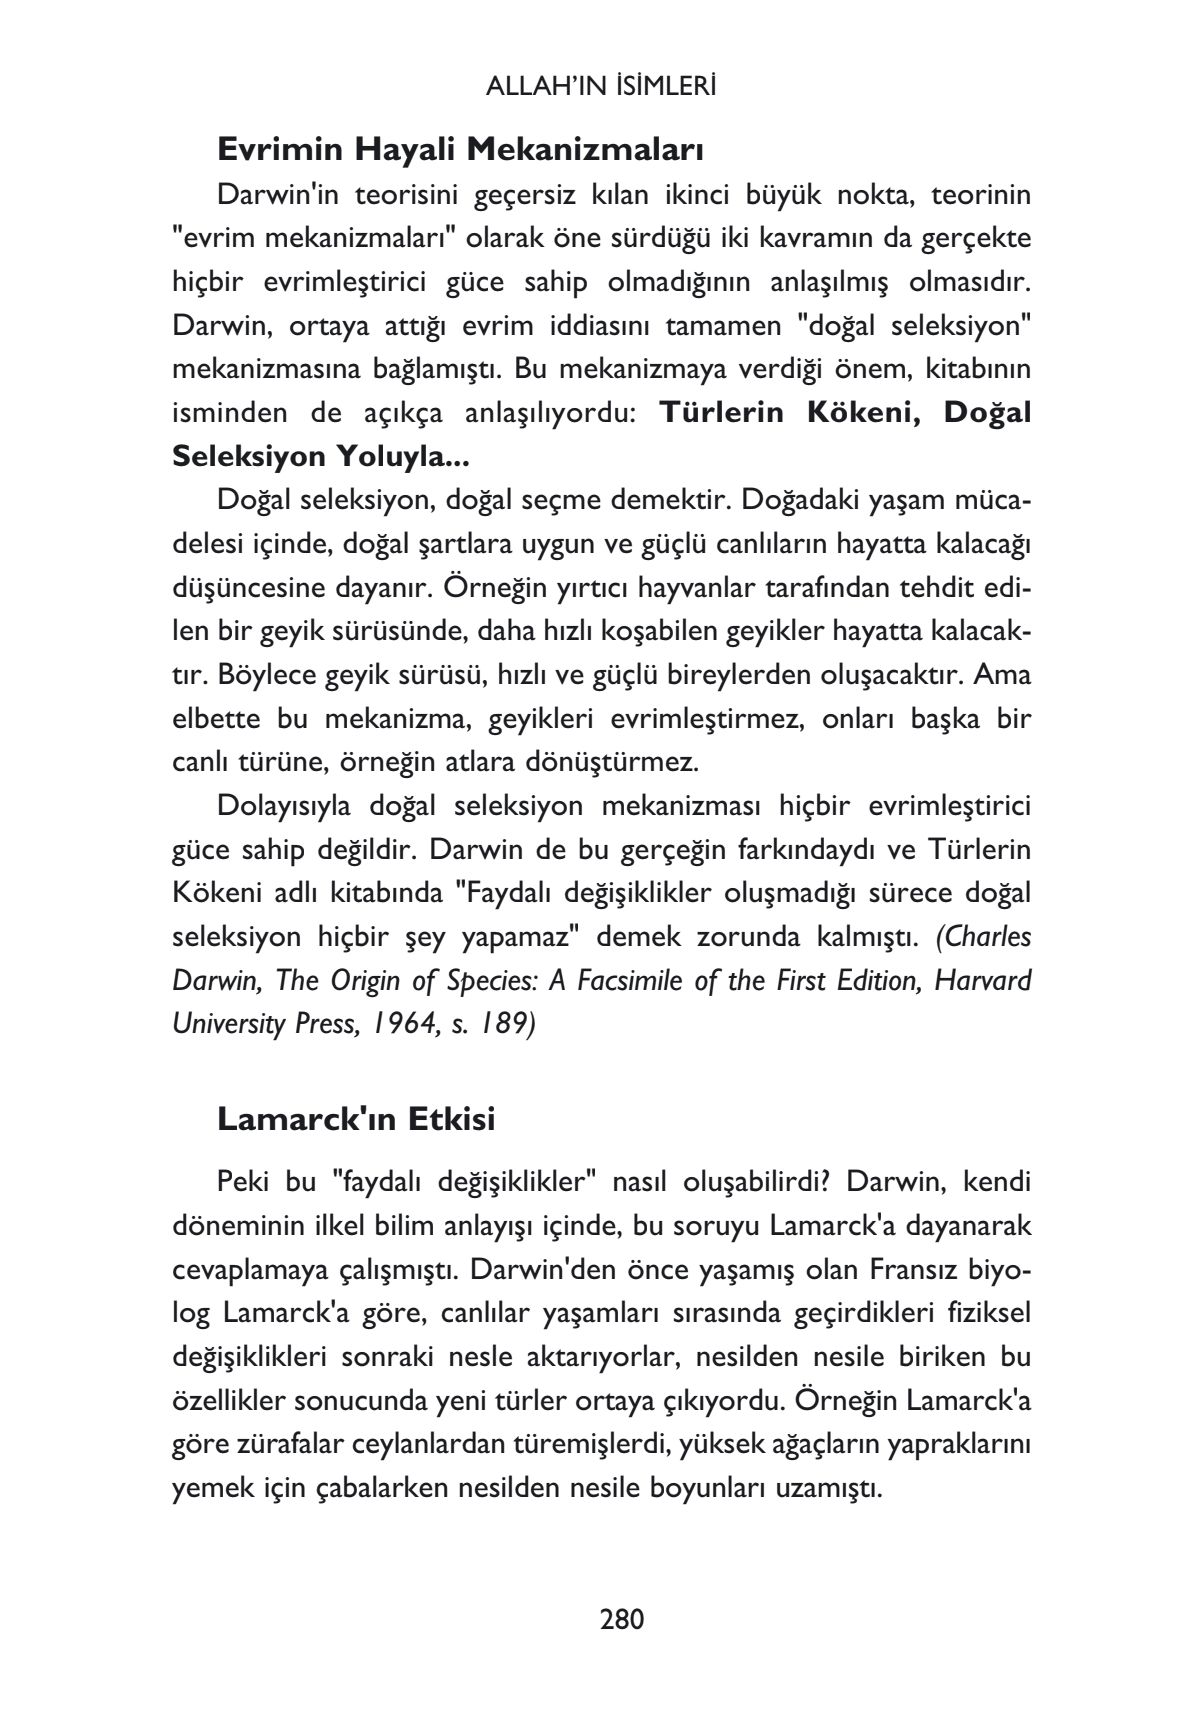 ALLAH’IN İSİMLERİ
Evrimin Hayali Mekanizmaları
Darwin'in teorisini geçersiz kılan ikinci büyük nokta, teorinin
"evrim mekanizmaları" olarak öne sürdüğü iki kavramın da gerçekte
hiçbir evrimleştirici güce sahip olmadığının anlaşılmış olmasıdır.
Darwin, ortaya attığı evrim iddiasını tamamen "doğal seleksiyon"
mekanizmasına bağlamıştı. Bu mekanizmaya verdiği önem, kitabının
isminden de açıkça anlaşılıyordu: Türlerin Kökeni, Doğal
Seleksiyon Yoluyla...
Doğal seleksiyon, doğal seçme demektir. Doğadaki yaşam müca-
delesi içinde, doğal şartlara uygun ve güçlü canlıların hayatta kalacağı
düşüncesine dayanır. Örneğin yırtıcı hayvanlar tarafından tehdit edi-
len bir geyik sürüsünde, daha hızlı koşabilen geyikler hayatta kalacak-
tır. Böylece geyik sürüsü, hızlı ve güçlü bireylerden oluşacaktır. Ama
elbette bu mekanizma, geyikleri evrimleştirmez, onları başka bir
canlı türüne, örneğin atlara dönüştürmez.
Dolayısıyla doğal seleksiyon mekanizması hiçbir evrimleştirici
güce sahip değildir. Darwin de bu gerçeğin farkındaydı ve Türlerin
Kökeni adlı kitabında "Faydalı değişiklikler oluşmadığı sürece doğal
seleksiyon hiçbir şey yapamaz" demek zorunda kalmıştı. (Charles
Darwin, The Origin of Species: A Facsimile of the First Edition, Harvard
University Press, 1964, s. 189)
Lamarck'ın Etkisi
Peki bu "faydalı değişiklikler" nasıl oluşabilirdi? Darwin, kendi
döneminin ilkel bilim anlayışı içinde, bu soruyu Lamarck'a dayanarak
cevaplamaya çalışmıştı. Darwin'den önce yaşamış olan Fransız biyo-
log Lamarck'a göre, canlılar yaşamları sırasında geçirdikleri fiziksel
değişiklikleri sonraki nesle aktarıyorlar, nesilden nesile biriken bu
özellikler sonucunda yeni türler ortaya çıkıyordu. Örneğin Lamarck'a
göre zürafalar ceylanlardan türemişlerdi, yüksek ağaçların yapraklarını
yemek için çabalarken nesilden nesile boyunları uzamıştı.
280